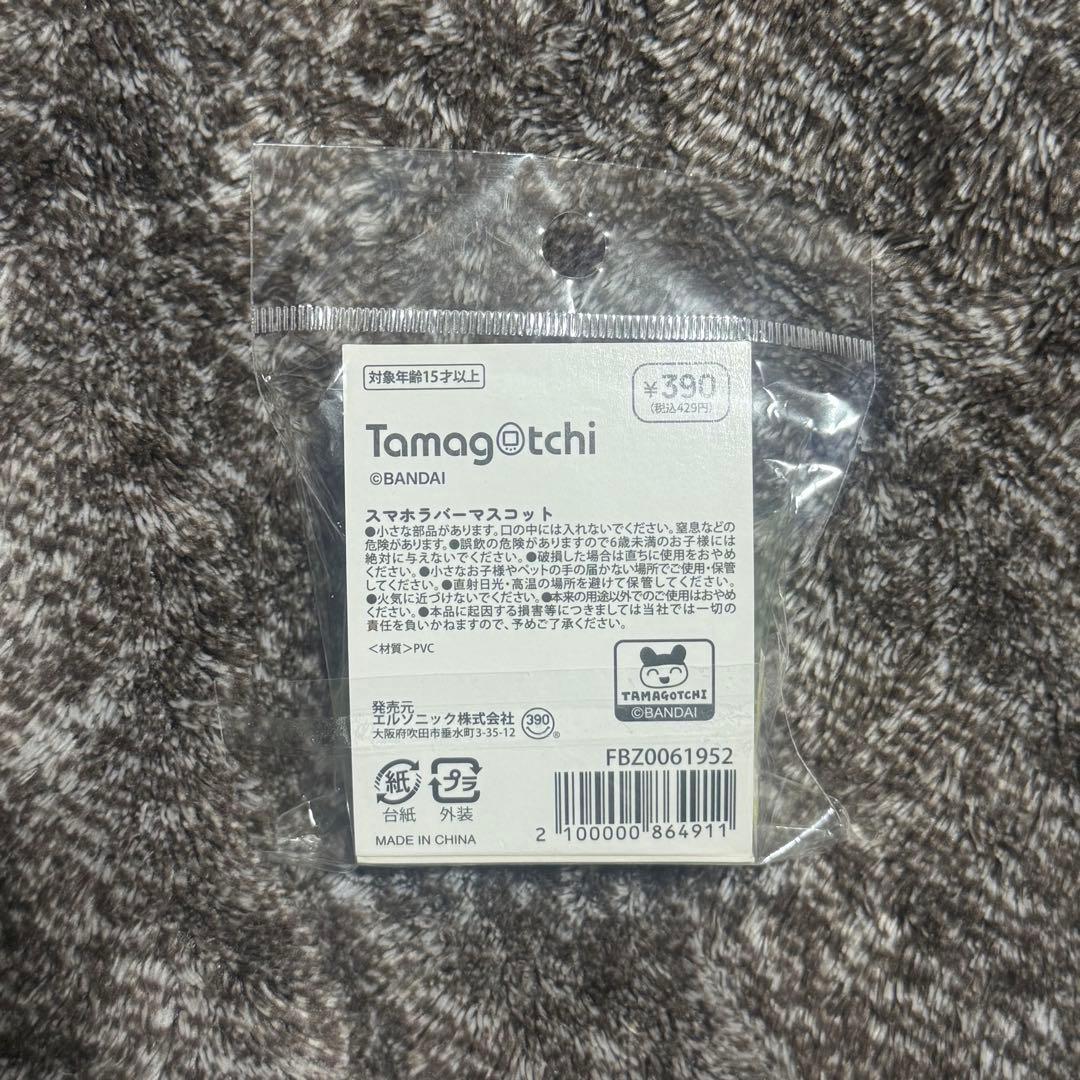 対象年齢15才以上
¥390
(税込429円)
Tamagotchi
©BANDAI
スマホラバーマスコット
●小さな部品があります。口の中には入れないでください。窒息などの
危険があります。●誤飲の危険がありますので6歳未満のお子様には
絶対に与えないでください。●破損した場合は直ちに使用をおやめ
ください。●小さなお子様やペットの手の届かない場所でご使用・保管
してください。●直射日光・高温の場所を避けて保管してください。
●火気に近づけないでください。●本来の用途以外でのご使用はおやめ
ください。●本品に起因する損害等につきましては当社では一切の
責任を負いかねますので、予めご了承ください。
<材質>PVC
TAMAGOTCHI
©BANDAI
発売元
エルソニック株式会社
大阪府吹田市垂水町3-35-12
390
®
FBZ0061952
紙
プラ
台紙
外装
2 100000 864911
MADE IN CHINA